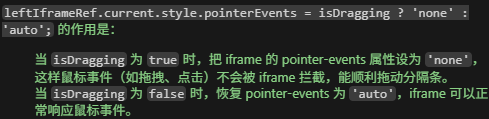 leftIframeRef.current.style.pointerEvents = isDragging ? 'none' :
'auto'; 的作用是：
当 isDragging 为 true 时，把 iframe 的 pointer-events 属性设为 'none'，
这样鼠标事件（如拖拽、点击）不会被 iframe 拦截，能顺利拖动分隔条。
当 isDragging 为 false 时，恢复 pointer-events 为 'auto'，iframe 可以正
常响应鼠标事件。